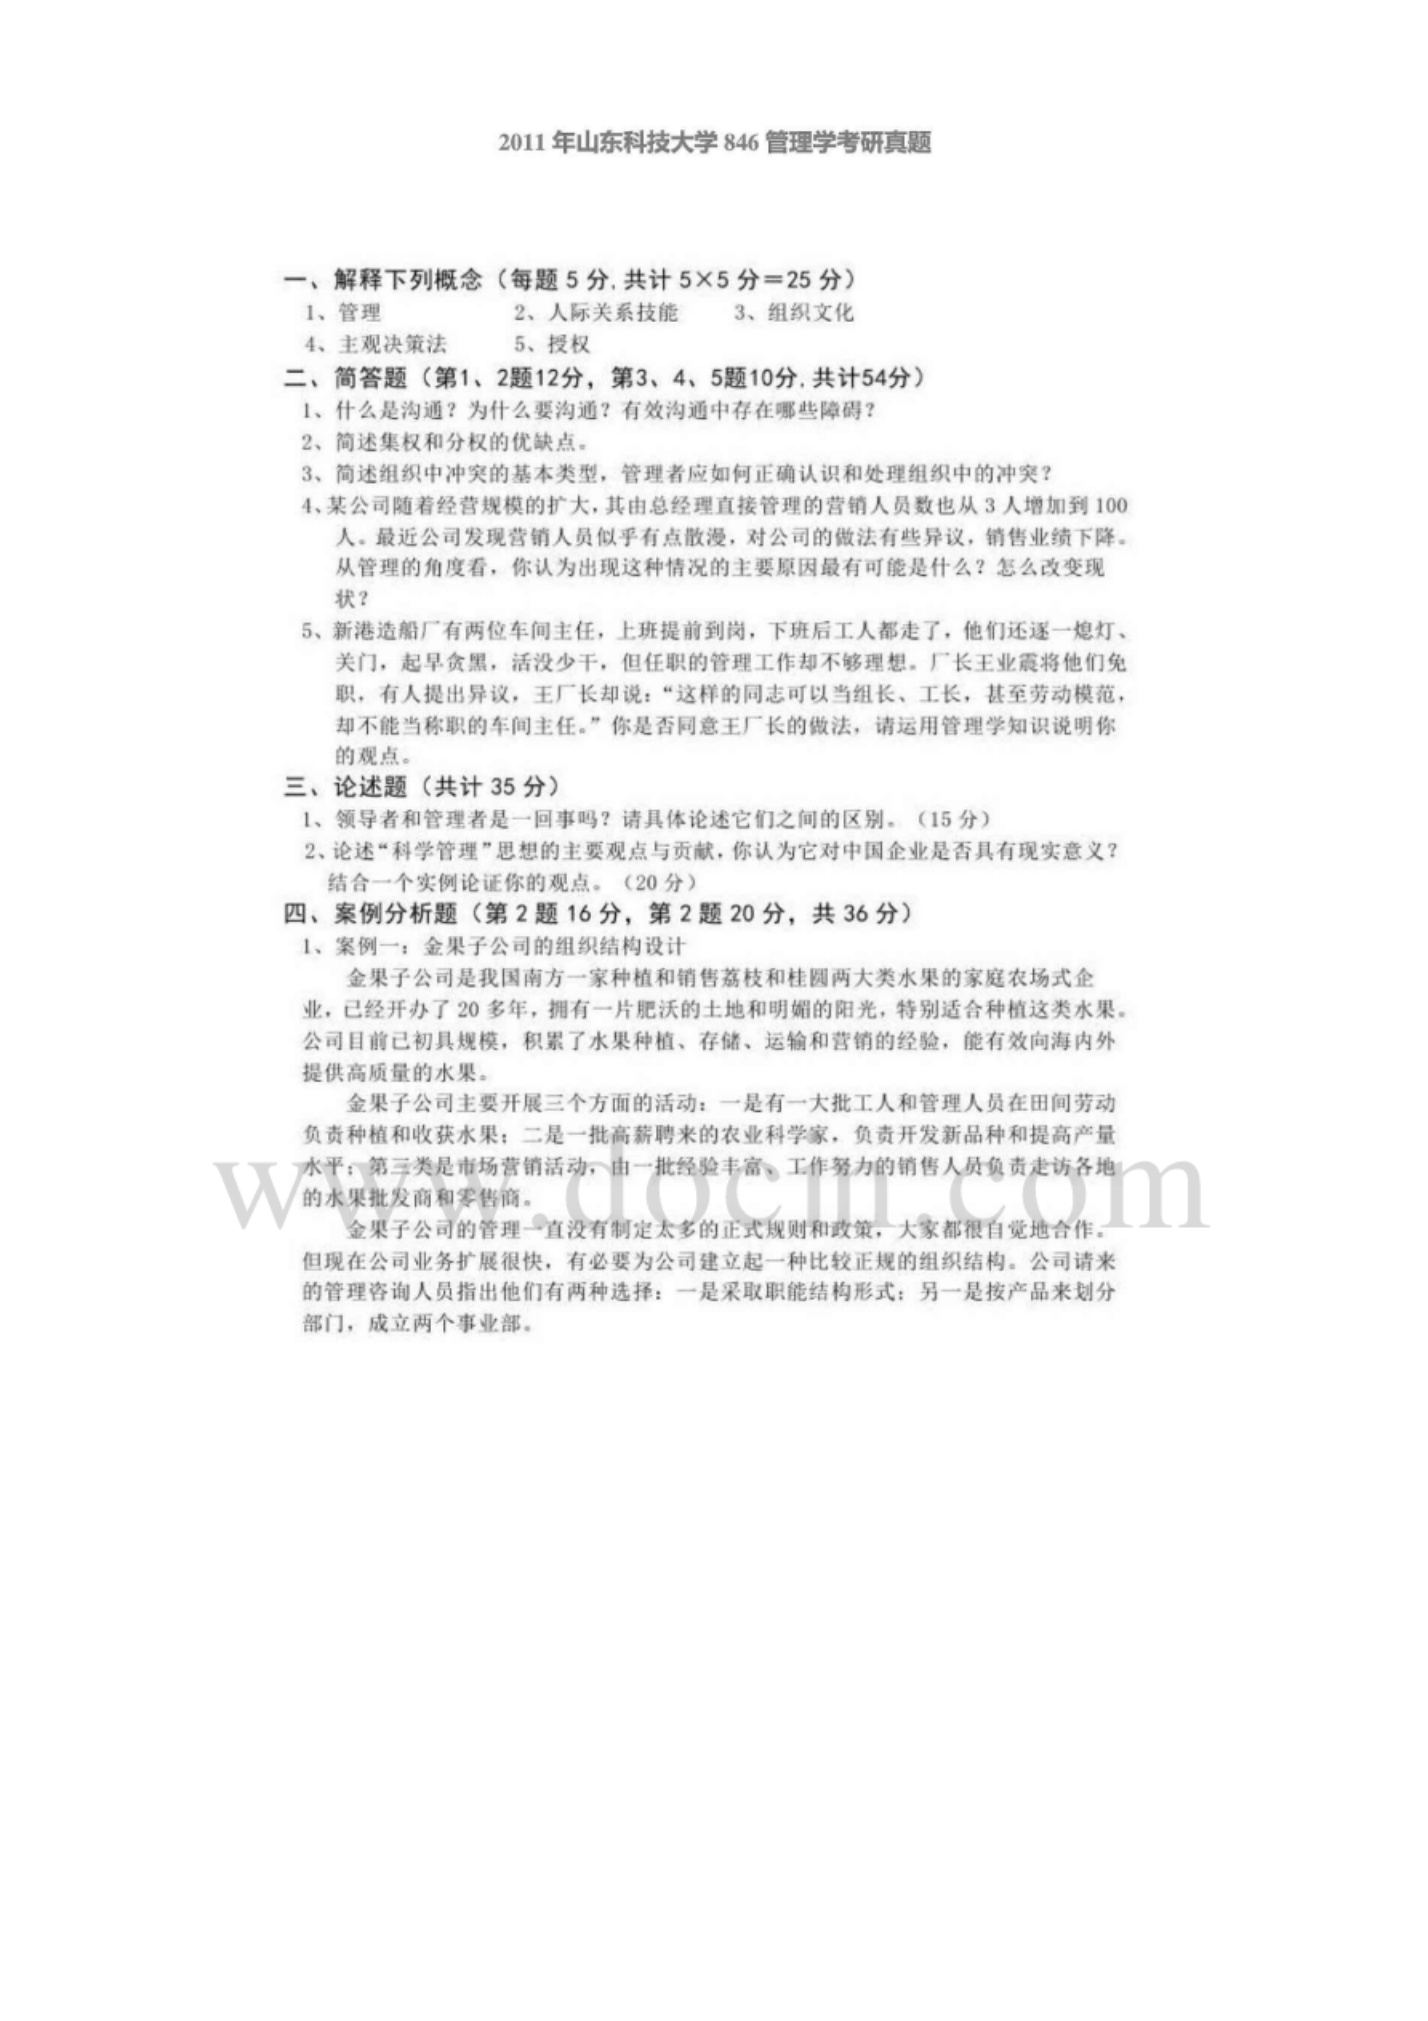 2011 年山东科技大学 846 管理学考研真题
一、解释下列概念（每题 5 分,共计 5×5 分＝25 分）
1、管理 2、人际关系技能 3、组织文化
4、主观决策法 5、授权
二、简答题（第1、2题12分，第3、4、5题10分,共计54分）
1、什么是沟通？为什么要沟通？有效沟通中存在哪些障碍？
2、简述集权和分权的优缺点。
3、简述组织中冲突的基本类型，管理者应如何正确认识和处理组织中的冲突？
4、某公司随着经营规模的扩大，其由总经理直接管理的营销人员数也从 3 人增加到 100
人。最近公司发现营销人员似乎有点散漫，对公司的做法有些异议，销售业绩下降。
从管理的角度看，你认为出现这种情况的主要原因最有可能是什么？怎么改变现
状？
5、新港造船厂有两位车间主任，上班提前到岗，下班后工人都走了，他们还逐一熄灯、
关门，起早贪黑，活没少干，但任职的管理工作却不够理想。厂长王业震将他们免
职，有人提出异议，王厂长却说：“这样的同志可以当组长、工长，甚至劳动模范，
却不能当称职的车间主任。”你是否同意王厂长的做法，请运用管理学知识说明你
的观点。
三、论述题（共计 35 分）
1、领导者和管理者是一回事吗？请具体论述它们之间的区别。（15 分）
2、论述“科学管理”思想的主要观点与贡献，你认为它对中国企业是否具有现实意义？
结合一个实例论证你的观点。（20 分）
四、案例分析题（第 2 题 16 分，第 2 题 20 分，共 36 分）
1、案例一：金果子公司的组织结构设计
金果子公司是我国南方一家种植和销售荔枝和桂圆两大类水果的家庭农场式企
业，已经开办了 20 多年，拥有一片肥沃的土地和明媚的阳光，特别适合种植这类水果。
公司目前已初具规模，积累了水果种植、存储、运输和营销的经验，能有效向海内外
提供高质量的水果。
金果子公司主要开展三个方面的活动：一是有一大批工人和管理人员在田间劳动
负责种植和收获水果；二是一批高薪聘来的农业科学家，负责开发新品种和提高产量
水平；第三类是市场营销活动，由一批经验丰富、工作努力的销售人员负责走访各地
的水果批发商和零售商。
金果子公司的管理一直没有制定太多的正式规则和政策，大家都很自觉地合作。
但现在公司业务扩展很快，有必要为公司建立起一种比较正规的组织结构。公司请来
的管理咨询人员指出他们有两种选择：一是采取职能结构形式；另一是按产品来划分
部门，成立两个事业部。
www.docin.com